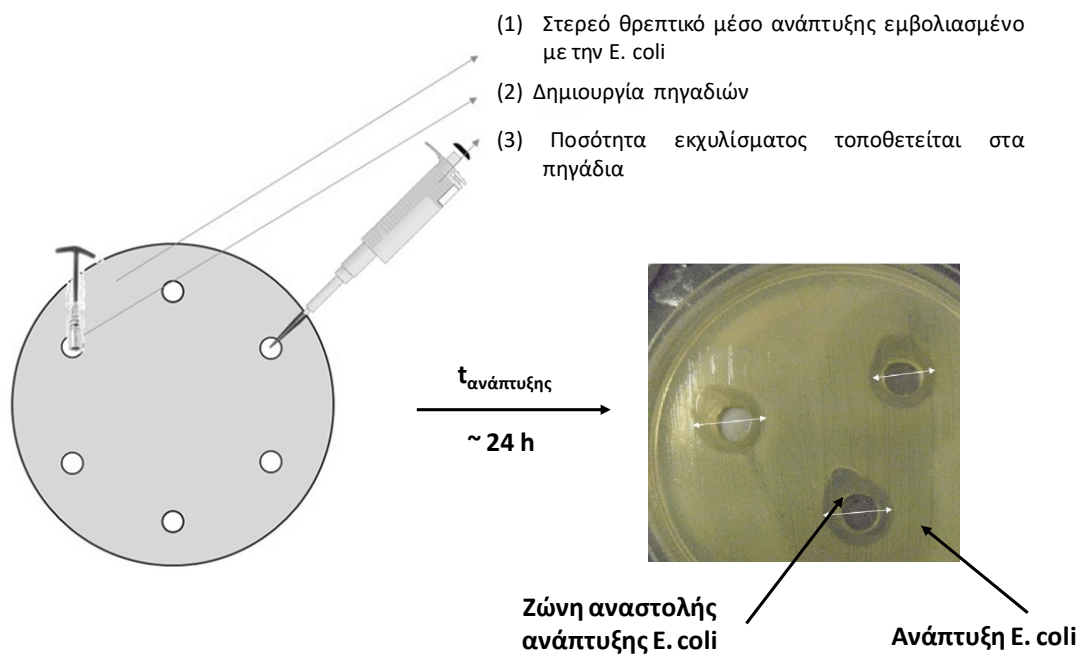 (1) Στερεό θρεπτικό μέσο ανάπτυξης εμβολιασμένο
με την E. coli
(2) Δημιουργία πηγαδιών
(3) Ποσότητα εκχυλίσματος τοποθετείται στα
πηγάδια
tανάπτυξης
~ 24 h
Ζώνη αναστολής
ανάπτυξης E. coli
Ανάπτυξη E. coli